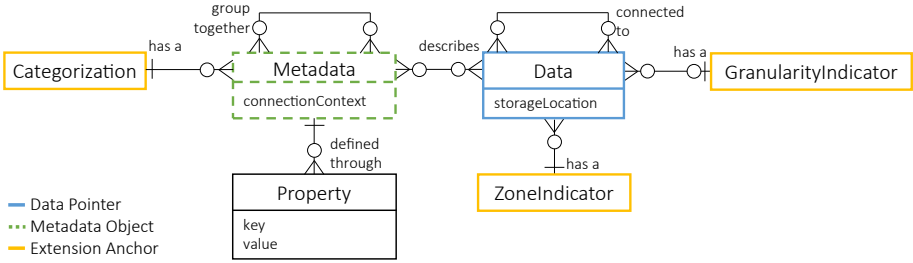 group
together
connected
to
has a
describes
has a
Categorization
Metadata
Data
GranularityIndicator
connectionContext
storageLocation
defined
through
has a
Property
ZoneIndicator
key
value
Data Pointer
Metadata Object
Extension Anchor